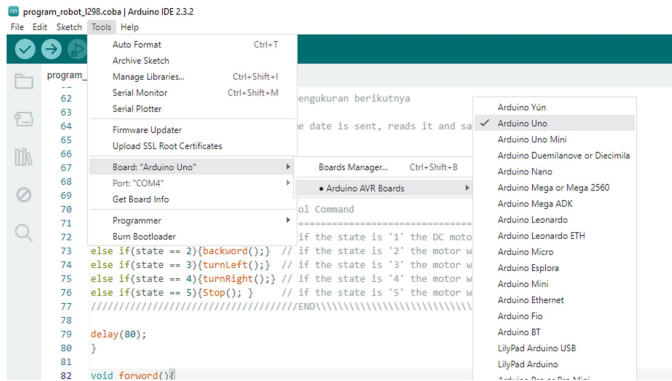 program_robot_l298.coba | Arduino IDE 2.3.2
File Edit Sketch Tools Help
program_
Auto Format Ctrl+T
Archive Sketch
Manage Libraries... Ctrl+Shift+I
Serial Monitor Ctrl+Shift+M
Serial Plotter
Firmware Updater
Upload SSL Root Certificates
Board: "Arduino Uno"
Port: "COM4"
Get Board Info
Programmer
Burn Bootloader
Boards Manager... Ctrl+Shift+B
• Arduino AVR Boards
Arduino Yún
Arduino Uno
Arduino Uno Mini
Arduino Duemilanove or Diecimila
Arduino Nano
Arduino Mega or Mega 2560
Arduino Mega ADK
Arduino Leonardo
Arduino Leonardo ETH
Arduino Micro
Arduino Esplora
Arduino Mini
Arduino Ethernet
Arduino Fio
Arduino BT
LilyPad Arduino USB
LilyPad Arduino
Arduino Pro or Pro Mini
62 engukuran berikutnya
63
64 e date is sent, reads it and sa
65
66
67
68
69
70 ol Command
71 ==========================
72 if the state is '1' the DC moto
73 else if(state == 2){backword();} // if the state is '2' the motor w
74 else if(state == 3){turnLeft();} // if the state is '3' the motor w
75 else if(state == 4){turnRight();} // if the state is '4' the motor w
76 else if(state == 5){Stop(); } // if the state is '5' the motor w
77 /////////////////////////////////////END\\\\\\\\\\\\\\\\\\\\\\\\\\\\
78
79 delay(80);
80 }
81
82 void forword(){